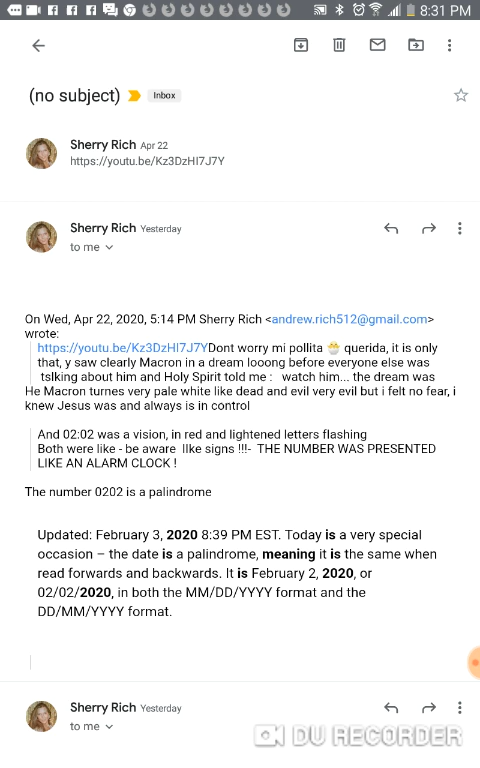 8:31 PM
(no subject) Inbox
Sherry Rich Apr 22
https://youtu.be/Kz3DzHI7J7Y
Sherry Rich Yesterday
to me
On Wed, Apr 22, 2020, 5:14 PM Sherry Rich <andrew.rich512@gmail.com>
wrote:
https://youtu.be/Kz3DzHI7J7YDont worry mi pollita 🐣 querida, it is only
that, y saw clearly Macron in a dream looong before everyone else was
tslking about him and Holy Spirit told me : watch him... the dream was
He Macron turnes very pale white like dead and evil very evil but i felt no fear, i
knew Jesus was and always is in control
And 02:02 was a vision, in red and lightened letters flashing
Both were like - be aware lIke signs !!!- THE NUMBER WAS PRESENTED
LIKE AN ALARM CLOCK !
The number 0202 is a palindrome
Updated: February 3, 2020 8:39 PM EST. Today is a very special
occasion – the date is a palindrome, meaning it is the same when
read forwards and backwards. It is February 2, 2020, or
02/02/2020, in both the MM/DD/YYYY format and the
DD/MM/YYYY format.
Sherry Rich Yesterday
to me
DU RECORDER